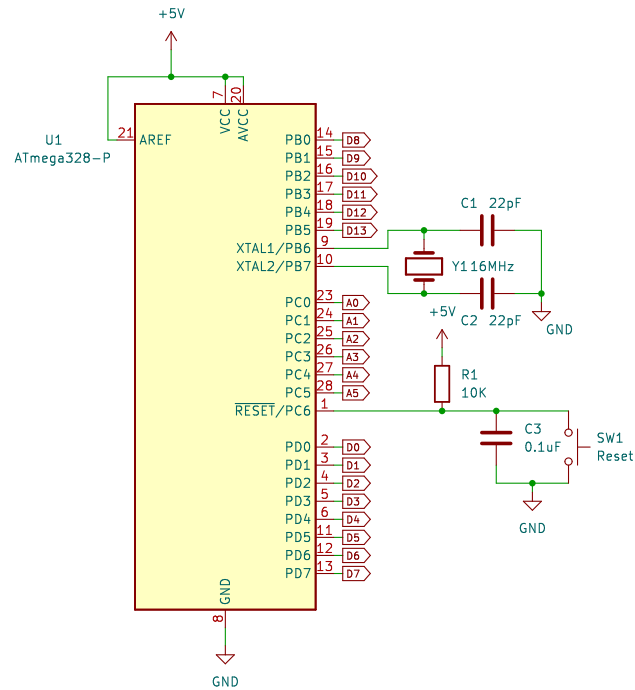 +5V
7
20
VCC
AVCC
U1
ATmega328-P
21
AREF
PB0
14
D8
PB1
15
D9
PB2
16
D10
PB3
17
D11
PB4
18
D12
PB5
19
D13
XTAL1/PB6
9
XTAL2/PB7
10
C1 22pF
Y1 16MHz
C2 22pF
GND
PC0
23
A0
PC1
24
A1
PC2
25
A2
PC3
26
A3
PC4
27
A4
PC5
28
A5
RESET/PC6
1
+5V
R1
10K
C3
0.1uF
SW1
Reset
GND
PD0
2
D0
PD1
3
D1
PD2
4
D2
PD3
5
D3
PD4
6
D4
PD5
11
D5
PD6
12
D6
PD7
13
D7
GND
8
GND